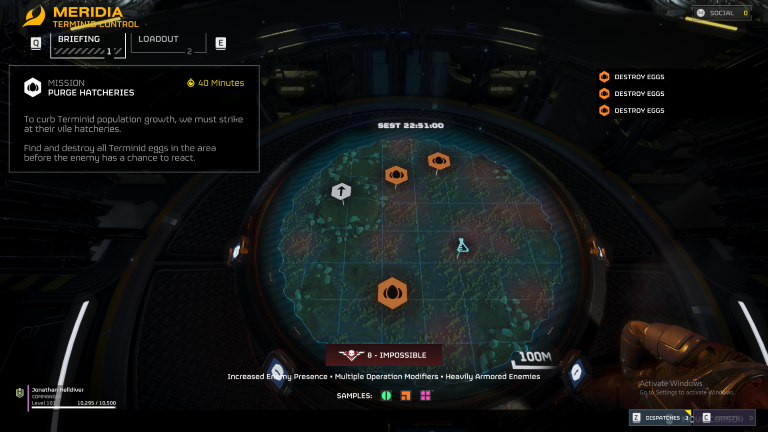 MERIDIA
TERMINID CONTROL
SOCIAL 0
Q BRIEFING 1 LOADOUT 2 E
MISSION
PURGE HATCHERIES
40 Minutes
To curb Terminid population growth, we must strike
at their vile hatcheries.
Find and destroy all Terminid eggs in the area
before the enemy has a chance to react.
DESTROY EGGS
DESTROY EGGS
DESTROY EGGS
SEST 22:51:00
8 - IMPOSSIBLE
100M
Increased Enemy Presence • Multiple Operation Modifiers • Heavily Armored Enemies
SAMPLES:
Jonathan Helldiver
COMMANDER
Level 101 10,295 / 10,500
Activate Windows
Go to Settings to activate Windows.
Z DISPATCHES 3
C